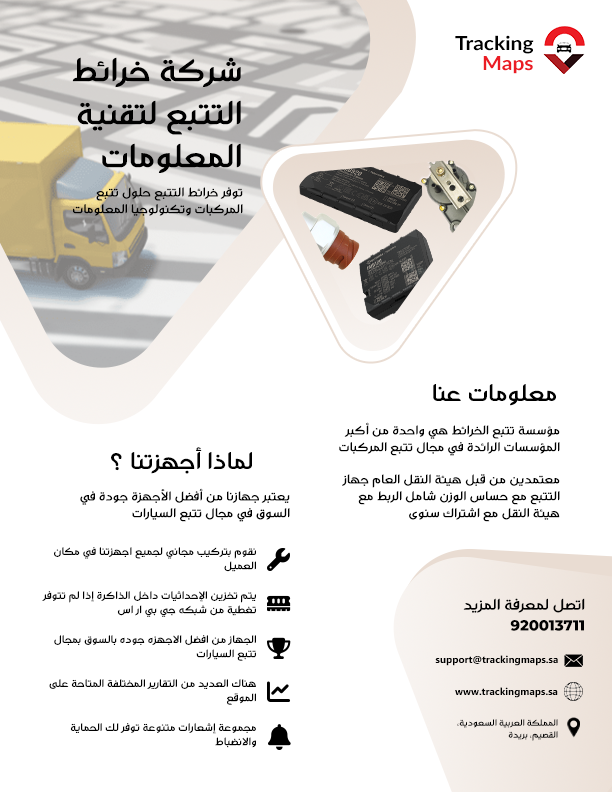 Tracking
Maps
شركة خرائط
التتبع لتقنية
المعلومات
توفر خرائط التتبع حلول تتبع
المركبات وتكنولوجيا المعلومات
معلومات عنا
مؤسسة تتبع الخرائط هي واحدة من أكبر
المؤسسات الرائدة في مجال تتبع المركبات
معتمدين من قبل هيئة النقل العام جهاز
التتبع مع حساس الوزن شامل الربط مع
هيئة النقل مع اشتراك سنوى
لماذا أجهزتنا ؟
يعتبر جهازنا من أفضل الأجهزة جودة في
السوق في مجال تتبع السيارات
نقوم بتركيب مجاني لجميع اجهزتنا في مكان
العميل
يتم تخزين الإحداثيات داخل الذاكرة إذا لم تتوفر
تغطية من شبكه جي بي ار اس
الجهاز من افضل الاجهزه جوده بالسوق بمجال
تتبع السيارات
هناك العديد من التقارير المختلفة المتاحة على
الموقع
مجموعة إشعارات متنوعة توفر لك الحماية
والانضباط
اتصل لمعرفة المزيد
920013711
support@trackingmaps.sa
www.trackingmaps.sa
المملكة العربية السعودية،
القصيم، بريدة